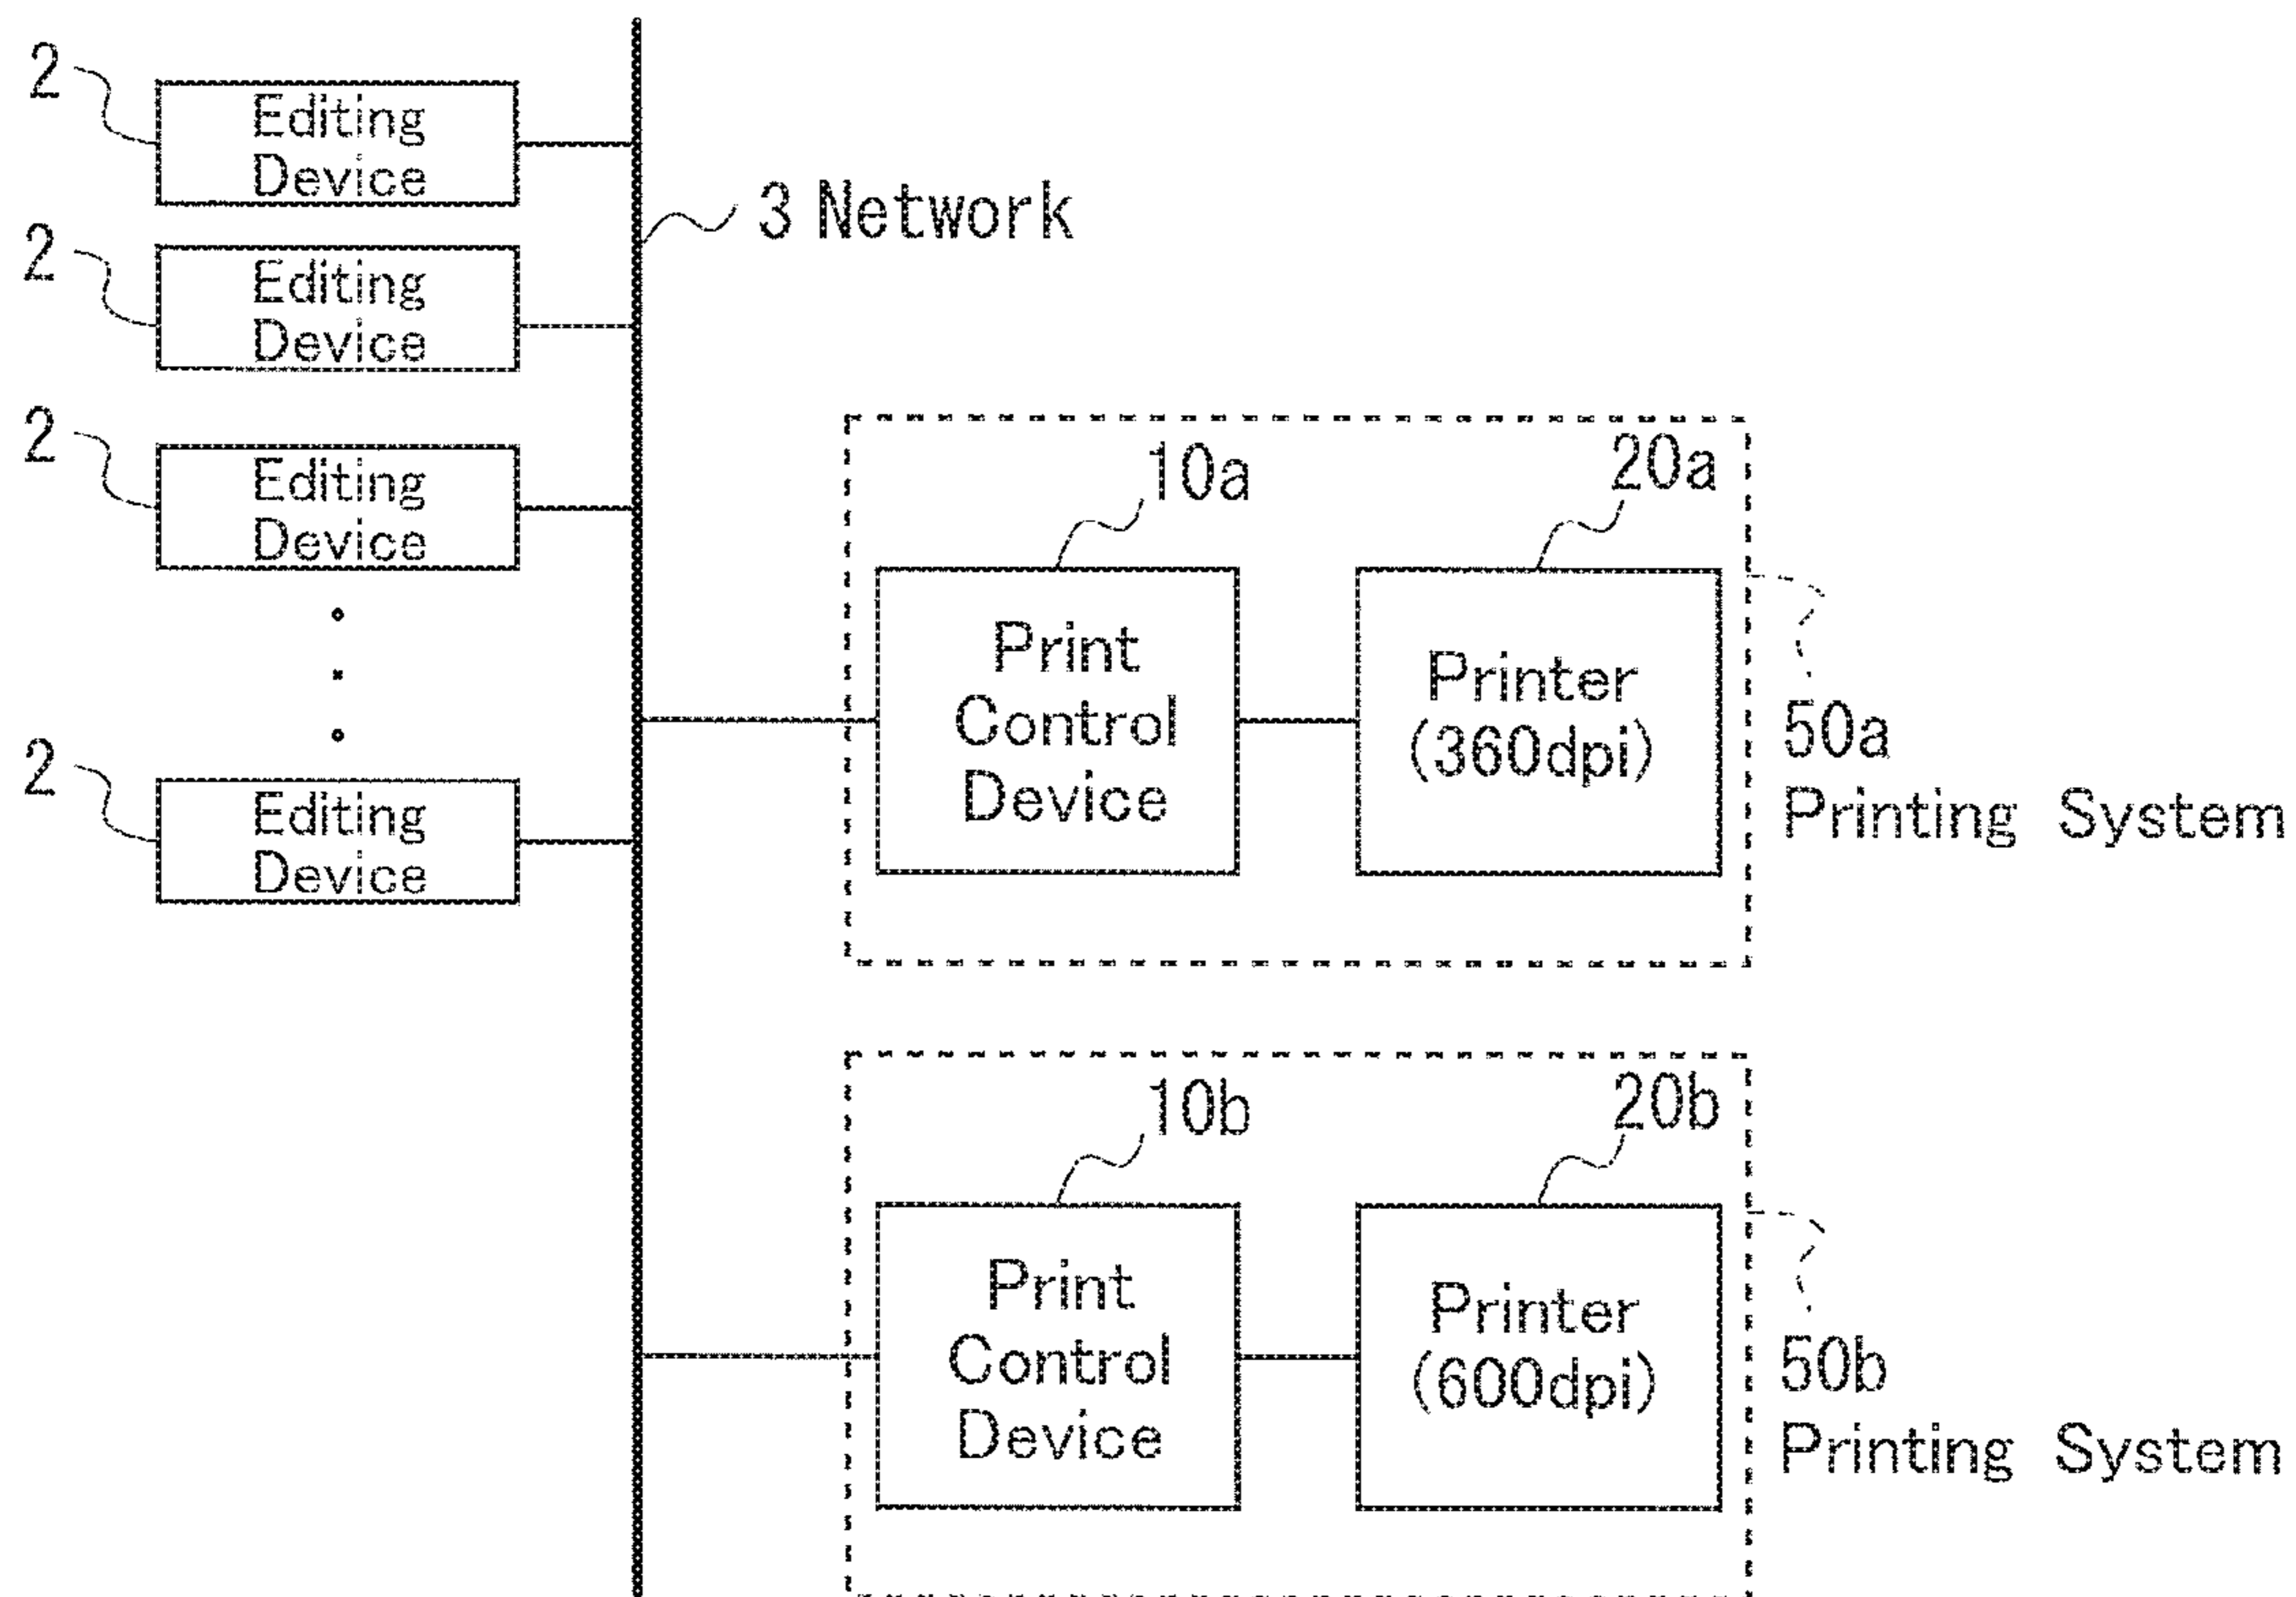 2
Editing
Device
2
Editing
Device
3 Network
2
Editing
Device
2
Editing
Device
10a
20a
Print
Control
Device
Printer
(360dpi)
50a
Printing System
10b
20b
Print
Control
Device
Printer
(600dpi)
50b
Printing System